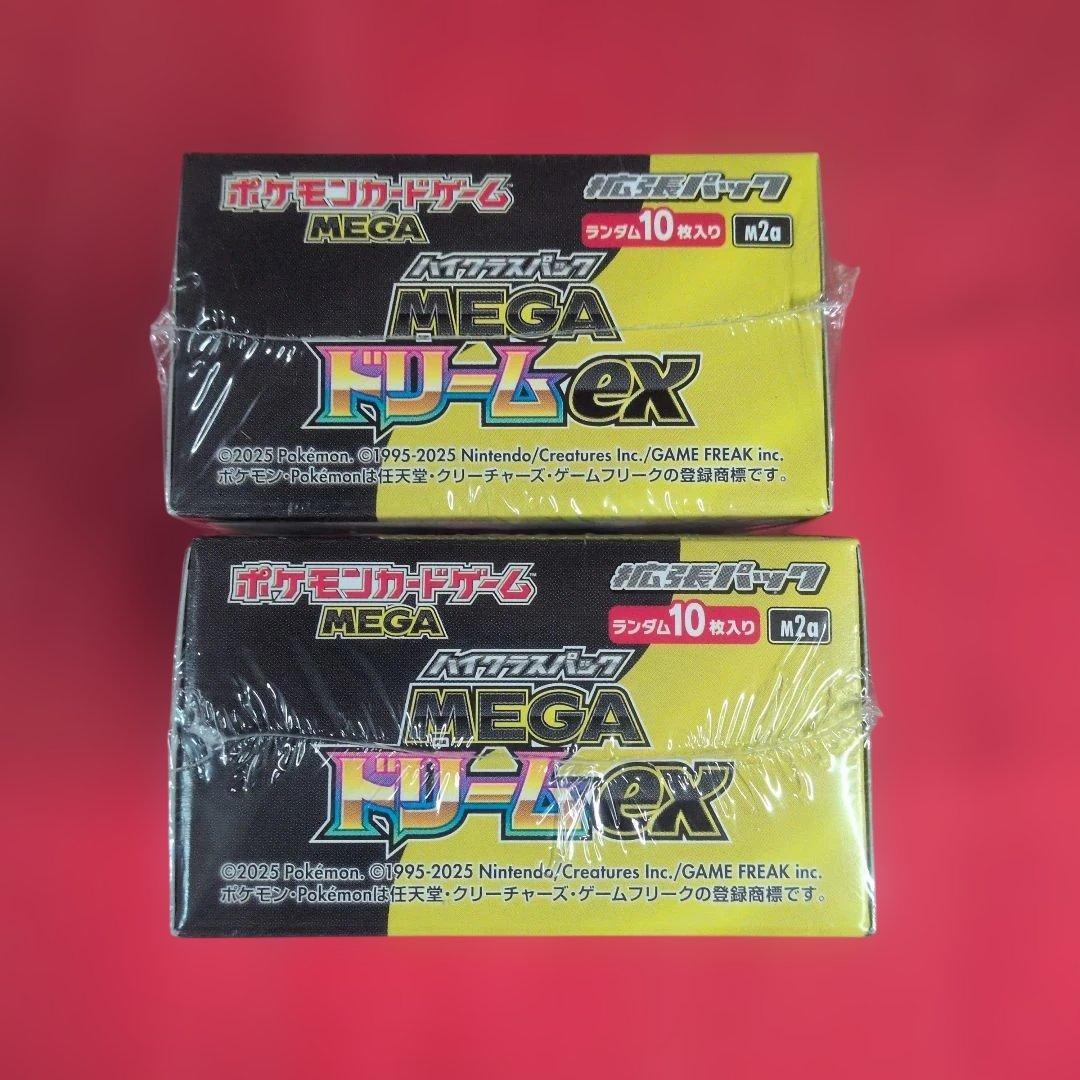 ポケモンカードゲーム
MEGA
拡張パック
ランダム10枚入り M2a
ハイクラスパック
MEGA
ドリームex
©2025 Pokémon. ©1995-2025 Nintendo/Creatures Inc./GAME FREAK inc.
ポケモン・Pokémonは任天堂・クリーチャーズ・ゲームフリークの登録商標です。
ポケモンカードゲーム
MEGA
拡張パック
ランダム10枚入り M2a
ハイクラスパック
MEGA
ドリームex
©2025 Pokémon. ©1995-2025 Nintendo/Creatures Inc./GAME FREAK inc.
ポケモン・Pokémonは任天堂・クリーチャーズ・ゲームフリークの登録商標です。